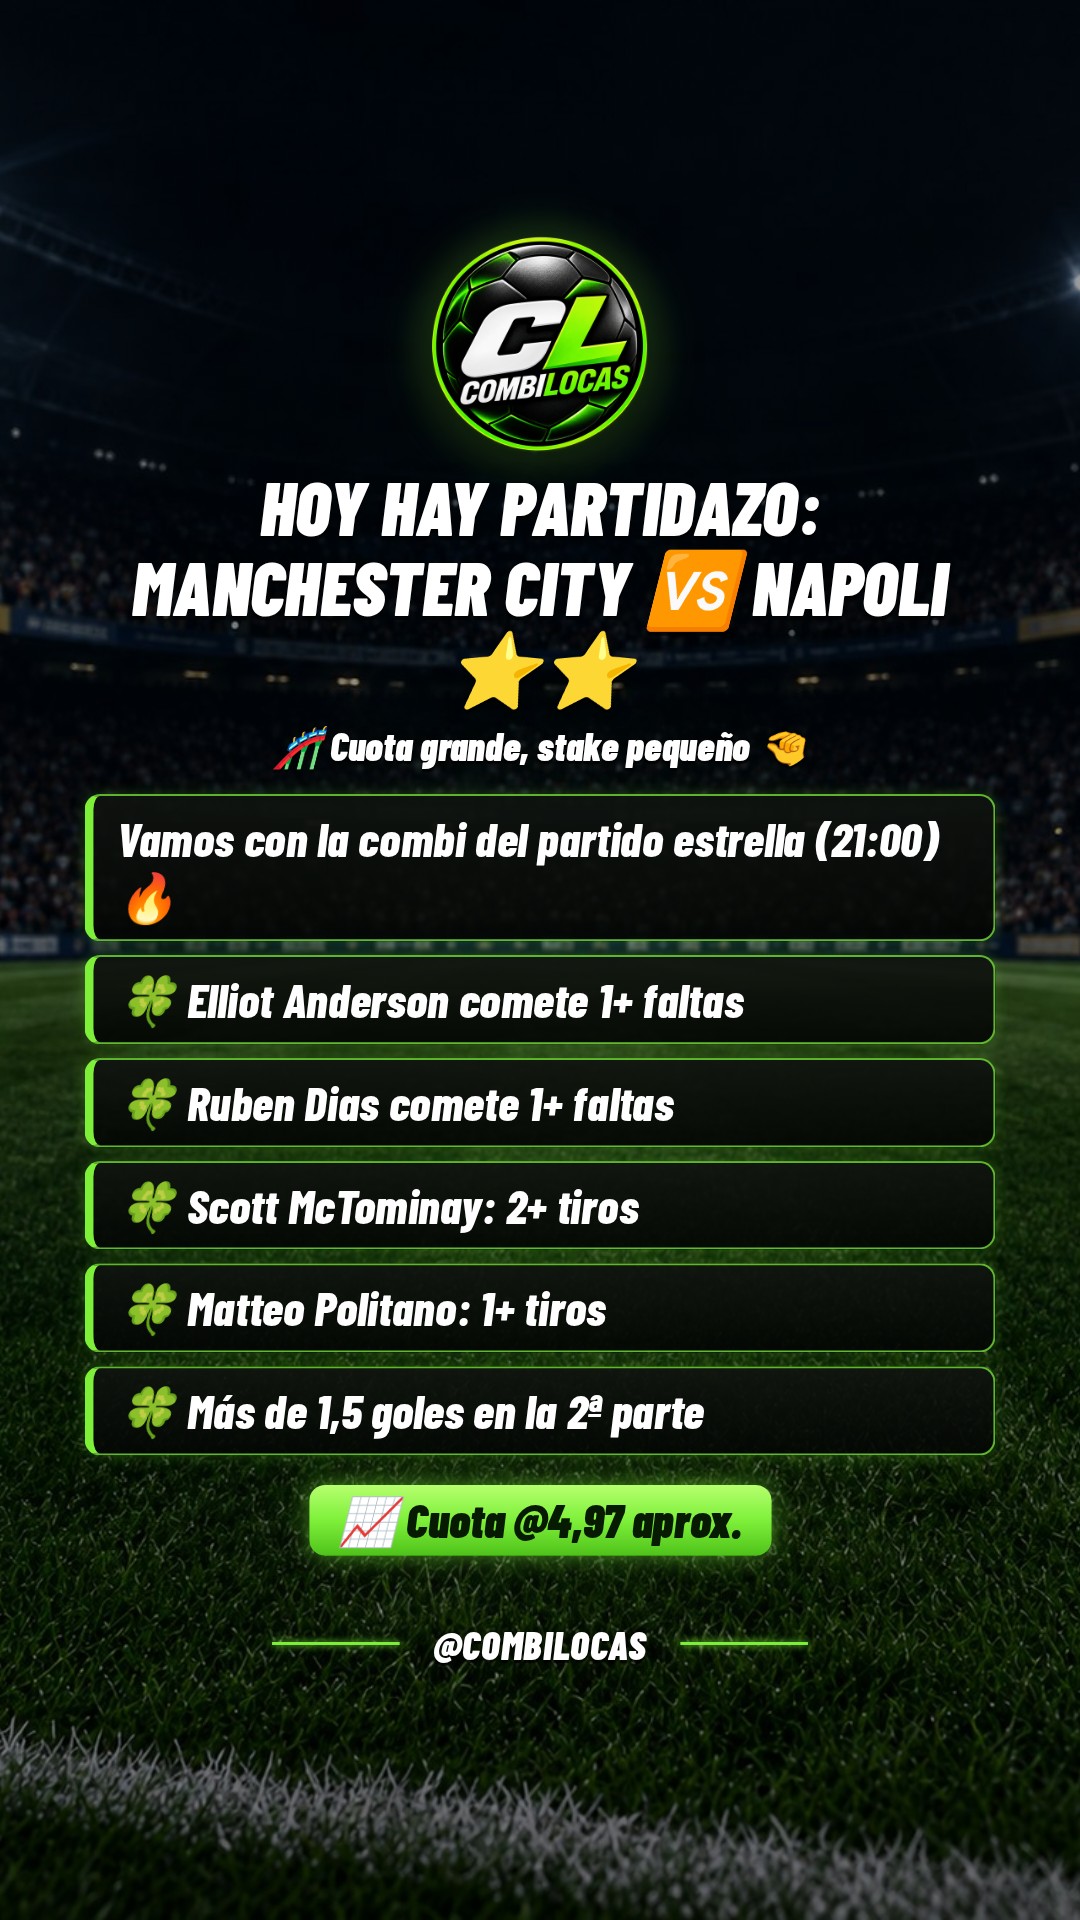 CL
COMBILOCAS
HOY HAY PARTIDAZO:
MANCHESTER CITY 🆚 NAPOLI
⭐⭐
🎢 Cuota grande, stake pequeño 🤏
Vamos con la combi del partido estrella (21:00)
🔥
🍀 Elliot Anderson comete 1+ faltas
🍀 Ruben Dias comete 1+ faltas
🍀 Scott McTominay: 2+ tiros
🍀 Matteo Politano: 1+ tiros
🍀 Más de 1,5 goles en la 2ª parte
📈 Cuota @4,97 aprox.
@COMBILOCAS